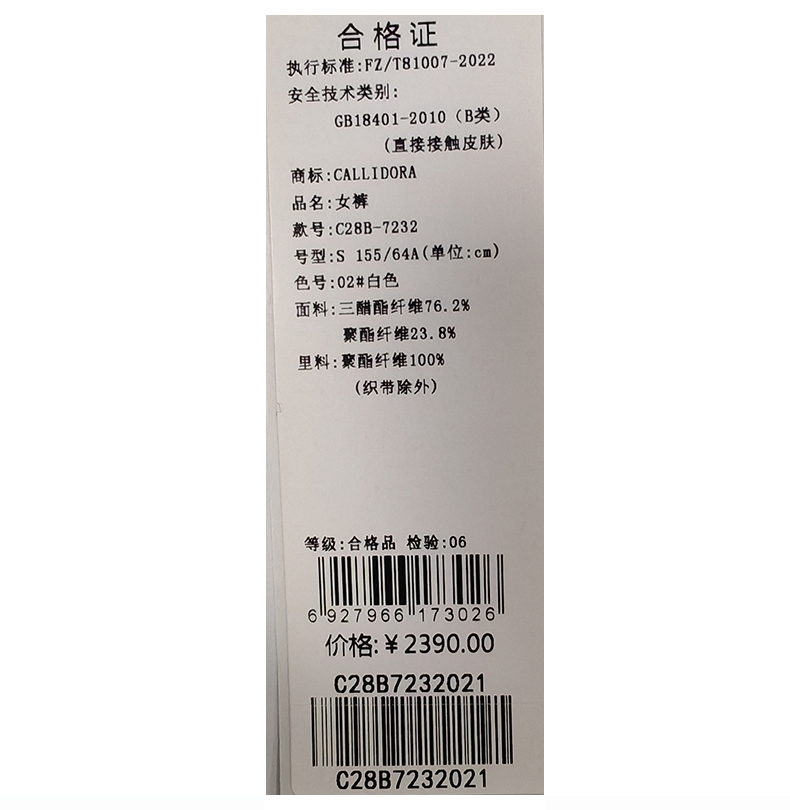 合格证
执行标准:FZ/T81007-2022
安全技术类别:
GB18401-2010(B类)
(直接接触皮肤)
商标:CALLIDORA
品名:女裤
款号:C28B-7232
号型:S 155/64A(单位:cm)
色号:02#白色
面料:三醋酯纤维76.2%
聚酯纤维23.8%
里料:聚酯纤维100%
(织带除外)
等级:合格品 检验:06
6 927966 173026
价格:¥2390.00
C28B7232021
C28B7232021